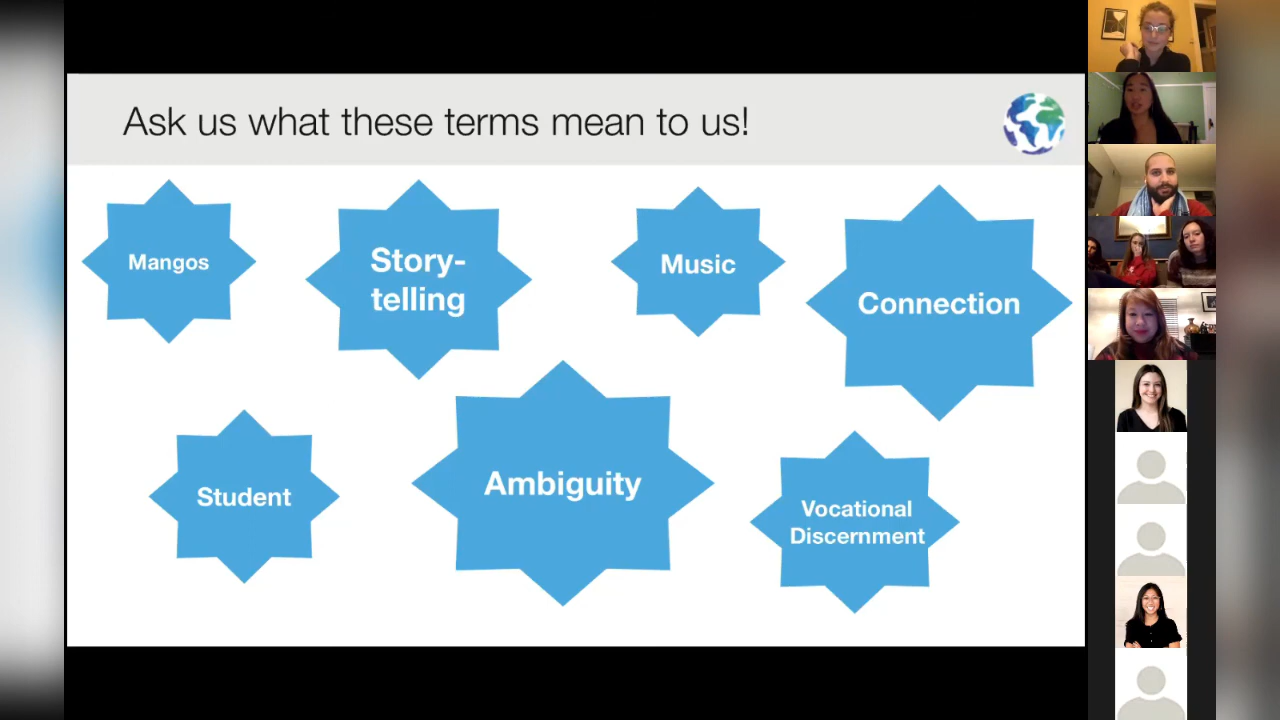 Ask us what these terms mean to us!
Mangos
Story-
telling
Music
Connection
Student
Ambiguity
Vocational
Discernment